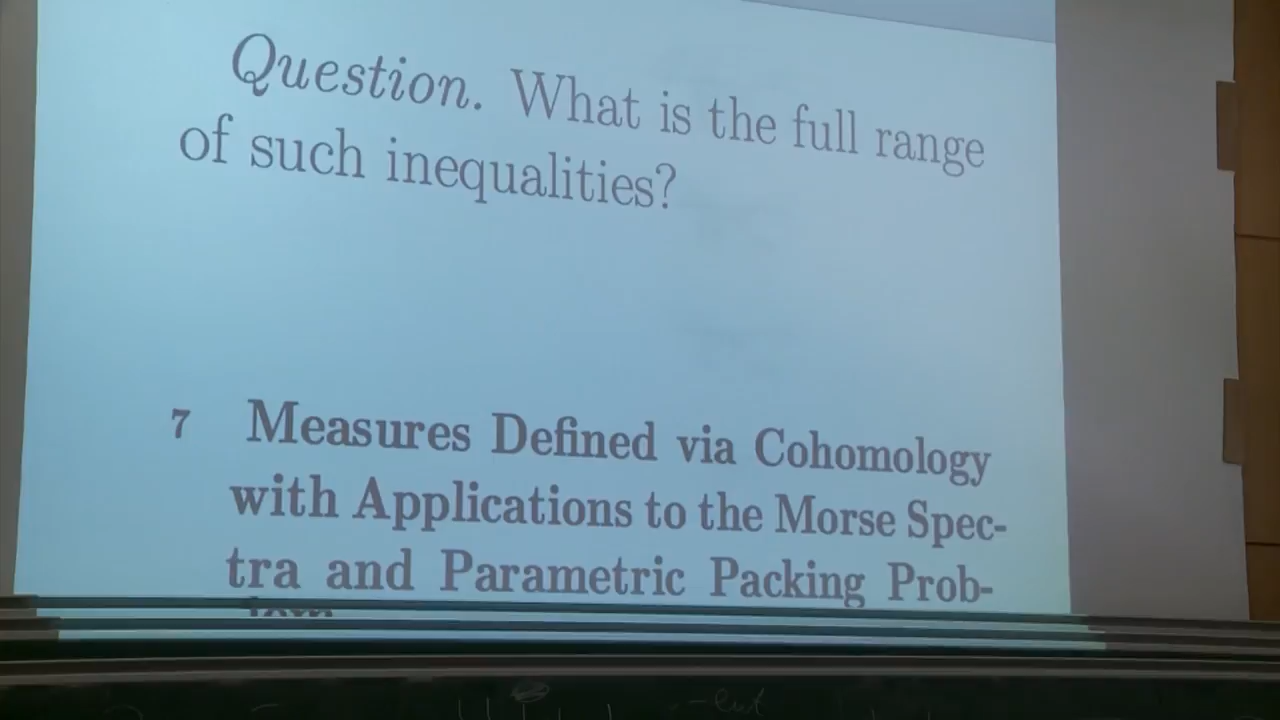 Question. What is the full range
of such inequalities?
7 Measures Defined via Cohomology
with Applications to the Morse Spec-
tra and Parametric Packing Prob-